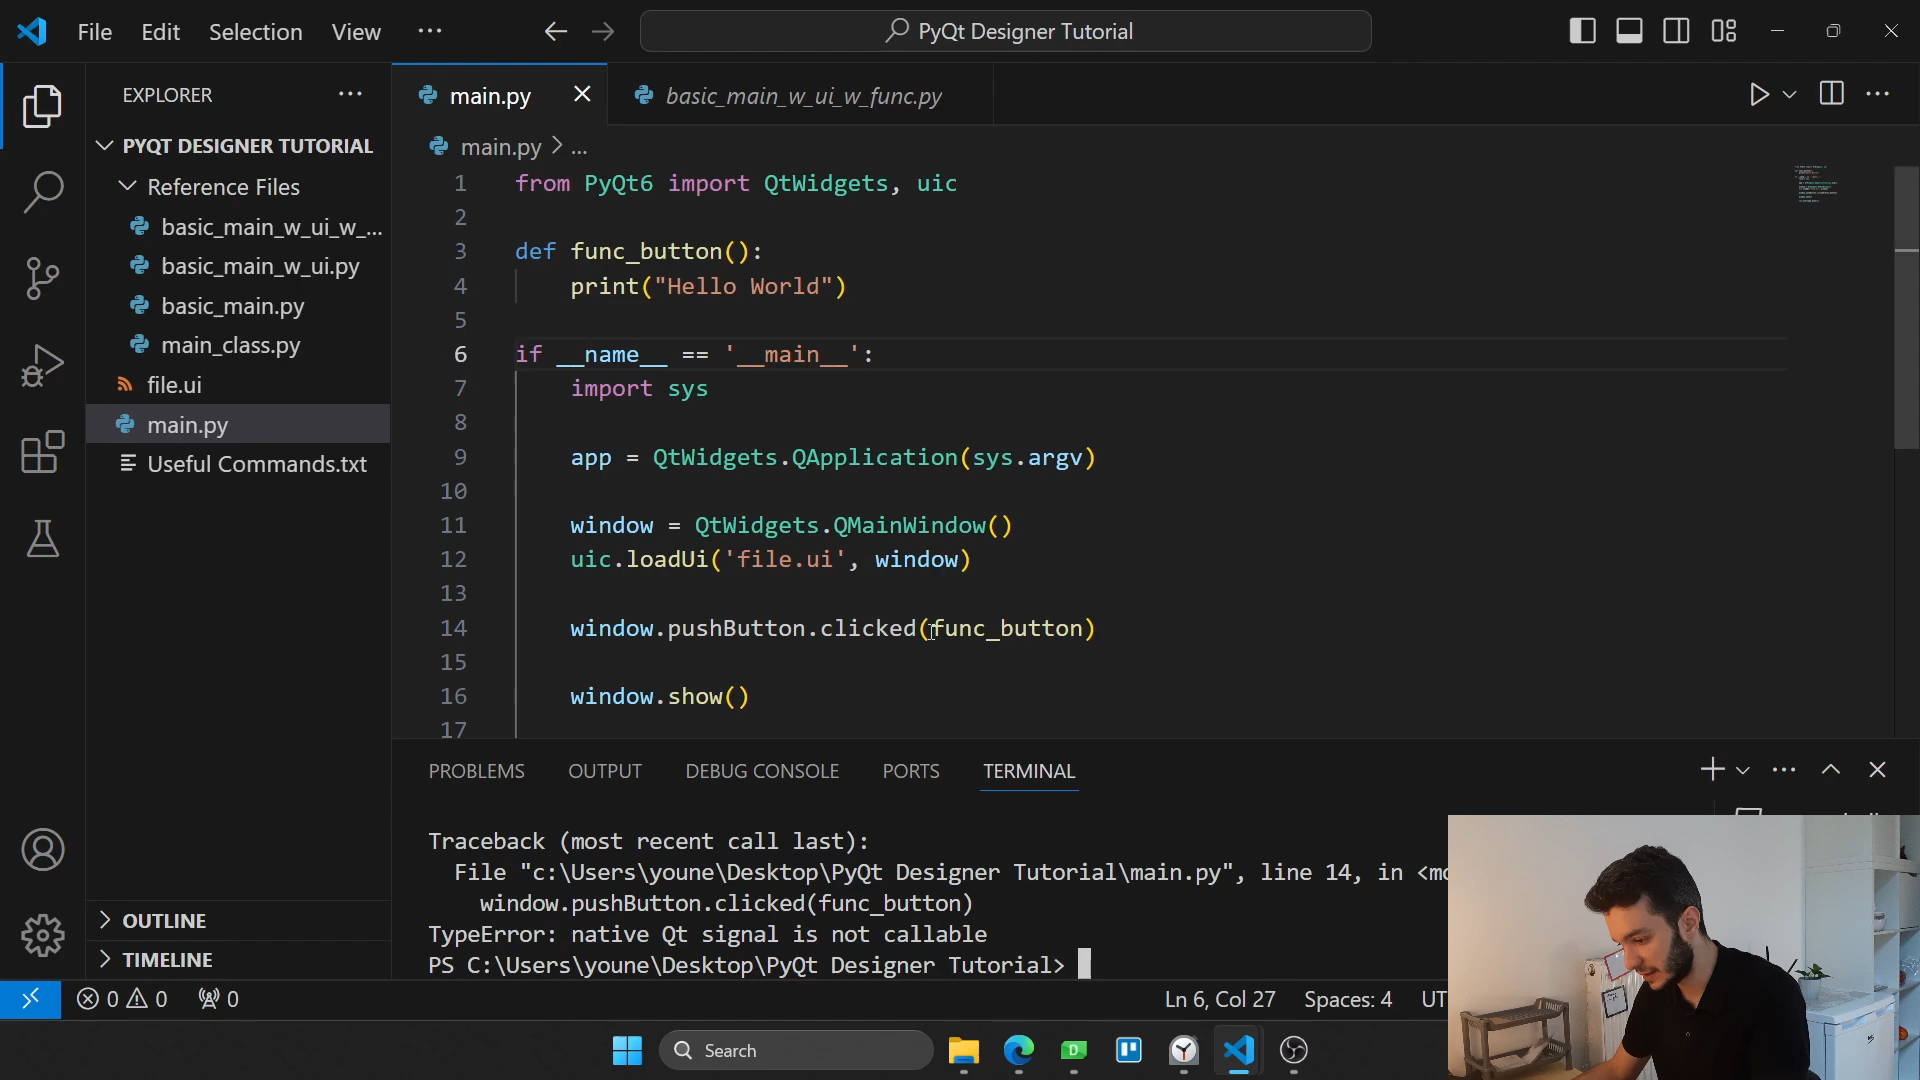 File Edit Selection View ...
PyQt Designer Tutorial
EXPLORER
PYQT DESIGNER TUTORIAL
Reference Files
basic_main_w_ui_w_...
basic_main_w_ui.py
basic_main.py
main_class.py
file.ui
main.py
Useful Commands.txt
OUTLINE
TIMELINE
main.py
basic_main_w_ui_w_func.py
main.py > ...
1 from PyQt6 import QtWidgets, uic
2
3 def func_button():
4 print("Hello World")
5
6 if __name__ == '__main__':
7 import sys
8
9 app = QtWidgets.QApplication(sys.argv)
10
11 window = QtWidgets.QMainWindow()
12 uic.loadUi('file.ui', window)
13
14 window.pushButton.clicked(func_button)
15
16 window.show()
17
PROBLEMS OUTPUT DEBUG CONSOLE PORTS TERMINAL
Traceback (most recent call last):
File "c:\Users\youne\Desktop\PyQt Designer Tutorial\main.py", line 14, in <mo
window.pushButton.clicked(func_button)
TypeError: native Qt signal is not callable
PS C:\Users\youne\Desktop\PyQt Designer Tutorial>
0 0 0
Ln 6, Col 27 Spaces: 4 UT
Search